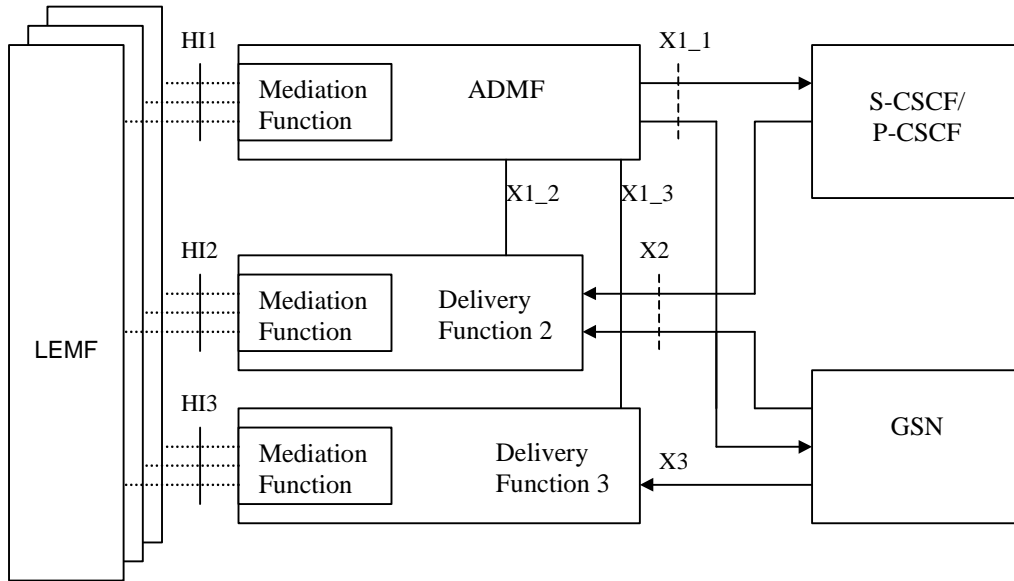 HI1
X1_1
Mediation
Function
ADMF
S-CSCF/
P-CSCF
X1_2
X1_3
HI2
X2
Mediation
Function
Delivery
Function 2
LEMF
HI3
GSN
Mediation
Function
Delivery
Function 3
X3